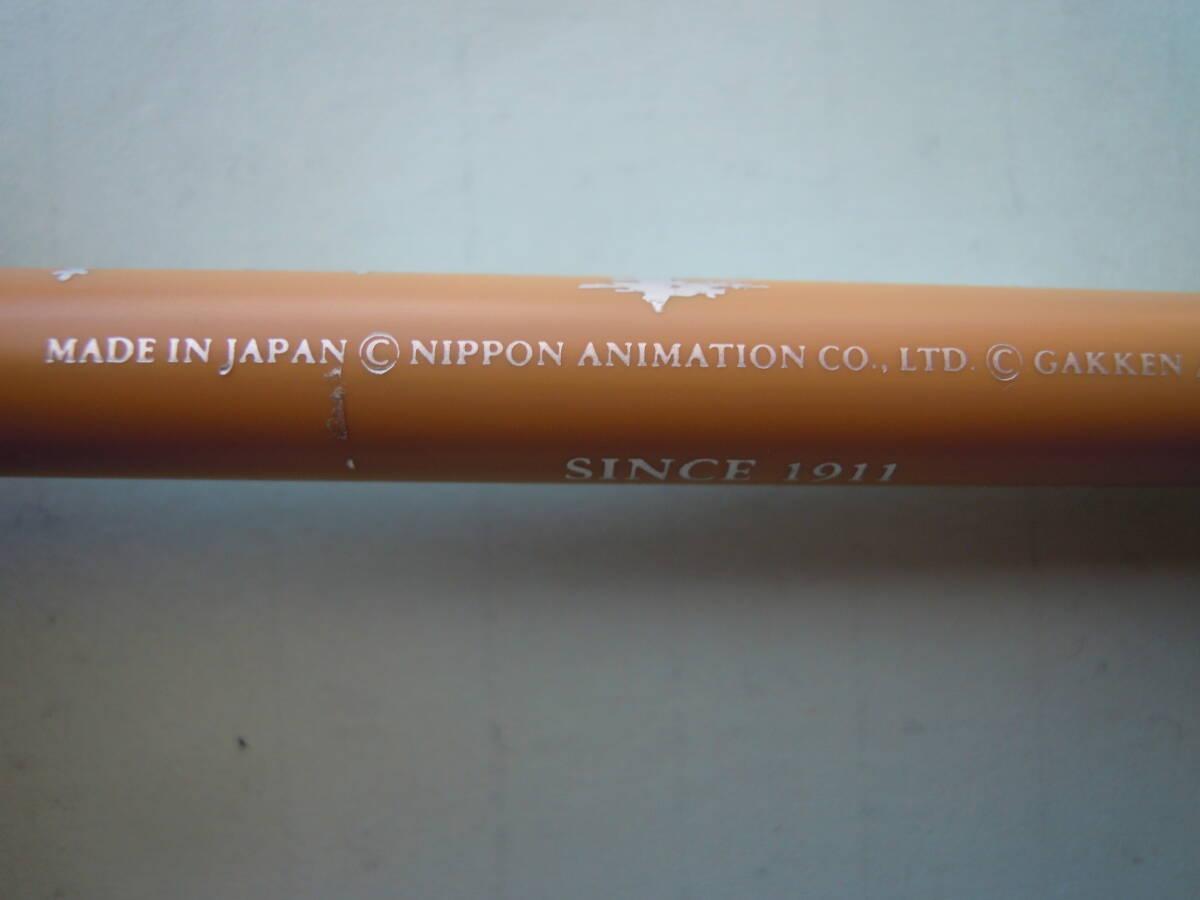 MADE IN JAPAN © NIPPON ANIMATION CO., LTD. © GAKKEN
SINCE 1911